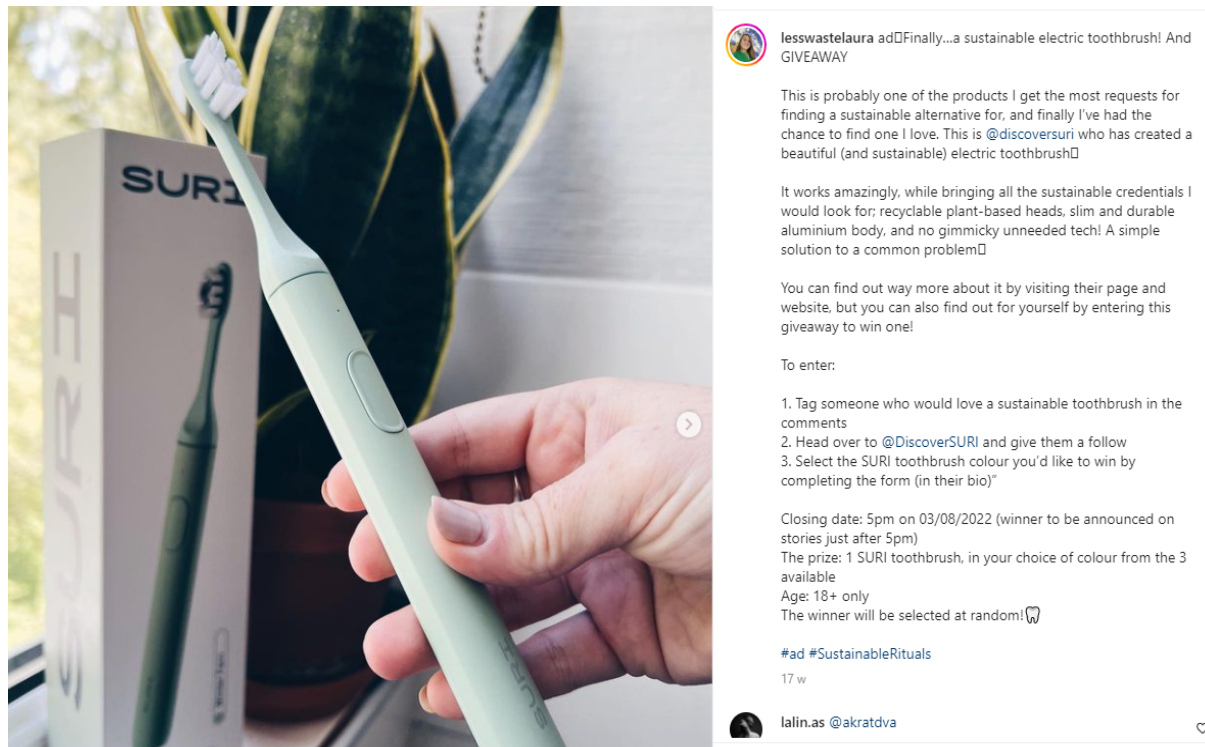 SURI
SURI
SURI
lesswastelaura ad▯Finally...a sustainable electric toothbrush! And
GIVEAWAY
This is probably one of the products I get the most requests for
finding a sustainable alternative for, and finally I've had the
chance to find one I love. This is @discoversuri who has created a
beautiful (and sustainable) electric toothbrush▯
It works amazingly, while bringing all the sustainable credentials I
would look for; recyclable plant-based heads, slim and durable
aluminium body, and no gimmicky unneeded tech! A simple
solution to a common problem▯
You can find out way more about it by visiting their page and
website, but you can also find out for yourself by entering this
giveaway to win one!
To enter:
1. Tag someone who would love a sustainable toothbrush in the
comments
2. Head over to @DiscoverSURI and give them a follow
3. Select the SURI toothbrush colour you'd like to win by
completing the form (in their bio)"
Closing date: 5pm on 03/08/2022 (winner to be announced on
stories just after 5pm)
The prize: 1 SURI toothbrush, in your choice of colour from the 3
available
Age: 18+ only
The winner will be selected at random!🦷
#ad #SustainableRituals
17 w
lalin.as @akratdva